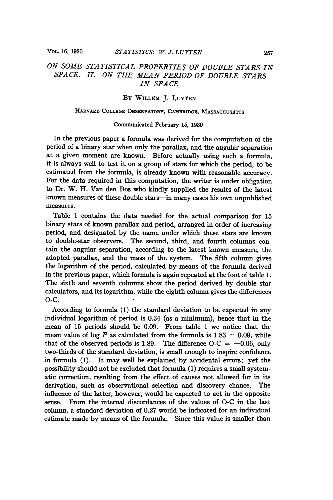 VOL. 16, 1930 STATISTICS: W. J. LUYTEN 257
ON SOME STATISTICAL PROPERTIES OF DOUBLE STARS IN
SPACE. II. ON THE MEAN PERIOD OF DOUBLE STARS
IN SPACE
BY WILLEM J. LUYTEN
HARVARD COLLEGE OBSERVATORY, CAMBRIDGE, MASSACHUSETTS
Communicated February 15, 1930
In the previous paper a formula was derived for the computation of the
period of a binary star when only the parallax, and the angular separation
at a given moment are known. Before actually using such a formula,
it is always well to test it on a group of stars for which the period, to be
estimated from the formula, is already known with reasonable accuracy.
For the data required in this computation, the writer is under obligation
to Dr. W. H. Van den Bos who kindly supplied the results of the latest
known measures of these double stars—in many cases his own unpublished
measures.
Table 1 contains the data needed for the actual comparison for 15
binary stars of known parallax and period, arranged in order of increasing
period, and designated by the name under which these stars are known
to double-star observers. The second, third, and fourth columns con-
tain the angular separation, according to the latest known measure, the
adopted parallax, and the mass of the system. The fifth column gives
the logarithm of the period, calculated by means of the formula derived
in the previous paper, which formula is again repeated at the foot of table 1.
The sixth and seventh columns show the period derived by double star
calculators, and its logarithm, while the eighth column gives the differences
O-C.
According to formula (1) the standard deviation to be expected in any
individual logarithm of period is 0.34 (as a minimum), hence that in the
mean of 15 periods should be 0.09. From table 1 we notice that the
mean value of log P as calculated from the formula is 1.83 ± 0.09, while
that of the observed periods is 1.89. The difference O-C = −0.06, only
two-thirds of the standard deviation, is small enough to inspire confidence
in formula (1). It may well be explained by accidental errors; yet the
possibility should not be excluded that formula (1) requires a small system-
atic correction, resulting from the effect of causes not allowed for in its
derivation, such as observational selection and discovery chance. The
influence of the latter, however, would be expected to act in the opposite
sense. From the internal discordances of the values of O-C in the last
column, a standard deviation of 0.27 would be indicated for an individual
estimate made by means of the formula. Since this value is smaller than